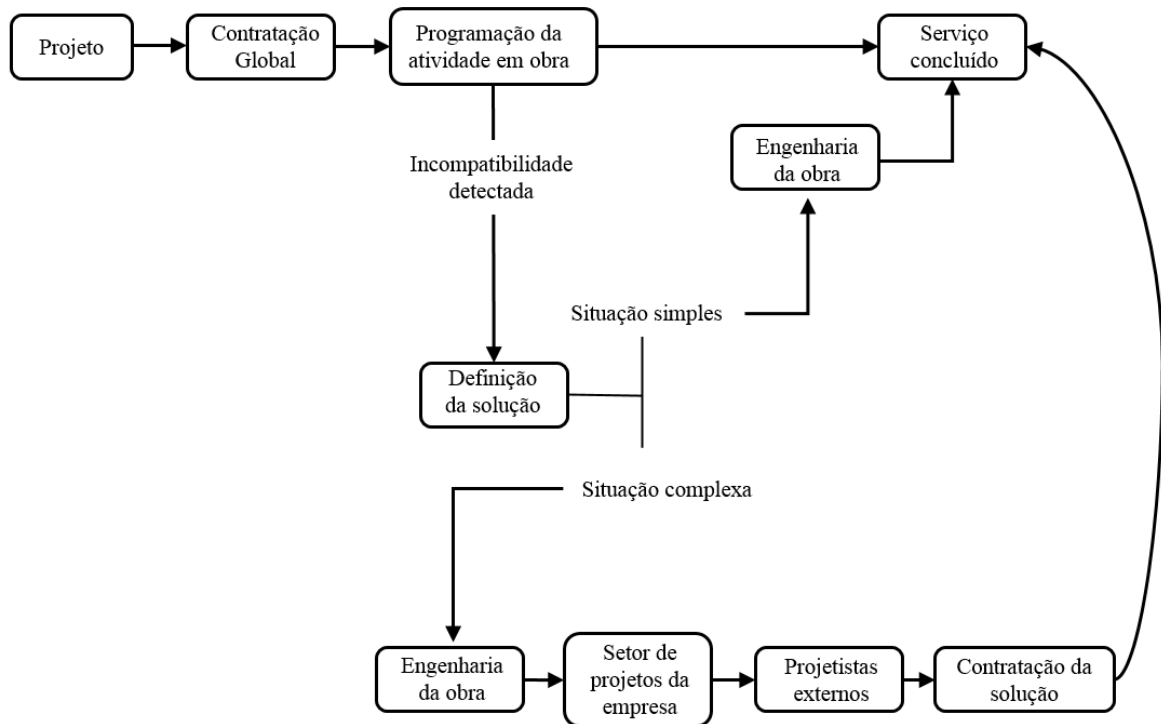 Projeto
Contratação
Global
Programação da
atividade em obra
Serviço
concluído
Incompatibilidade
detectada
Engenharia
da obra
Situação simples
Definição
da solução
Situação complexa
Engenharia
da obra
Setor de
projetos da
empresa
Projetistas
externos
Contratação da
solução